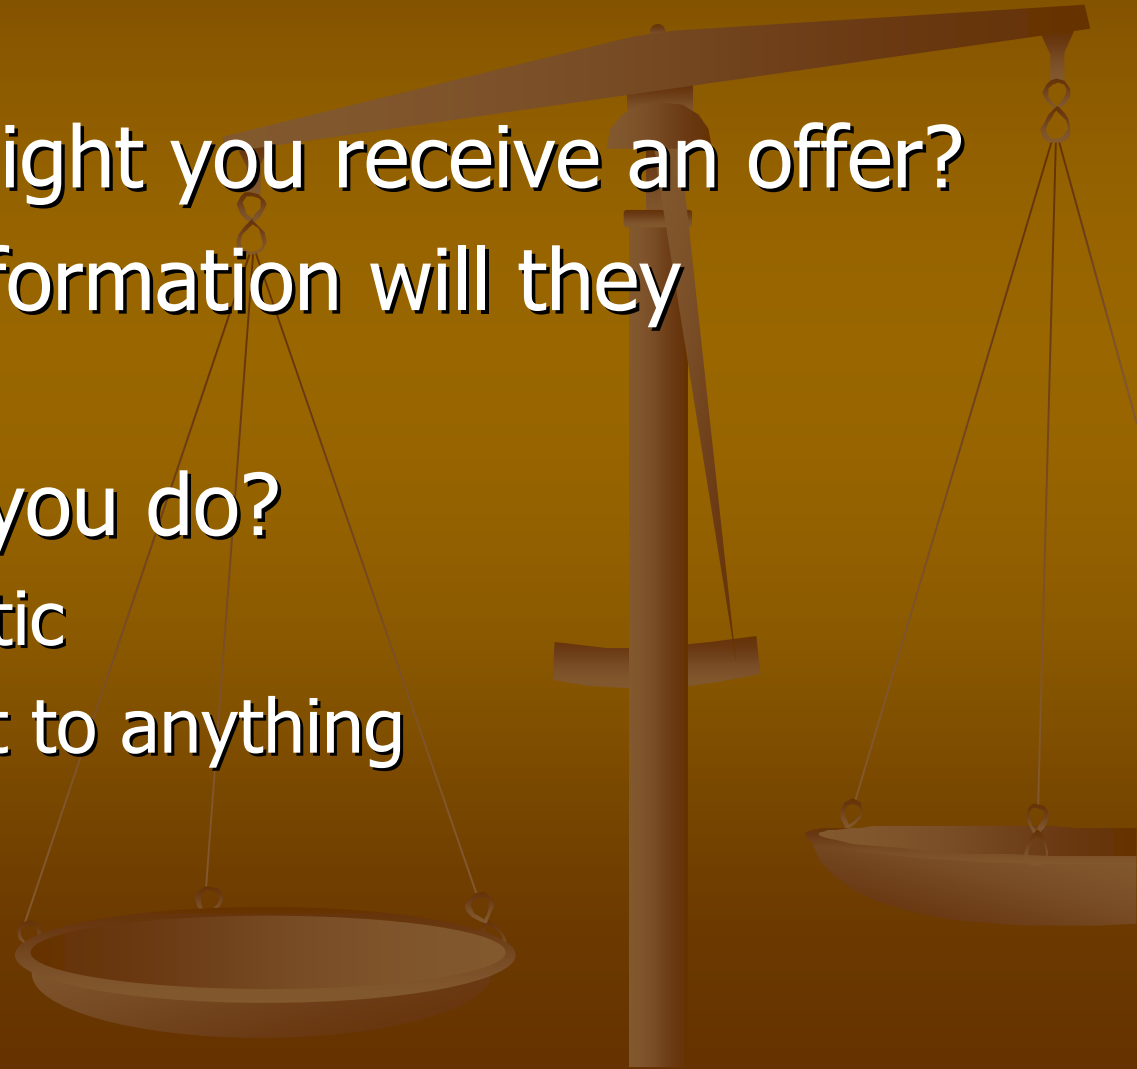 ight you receive an offer?
formation will they
you do?
tic
t to anything